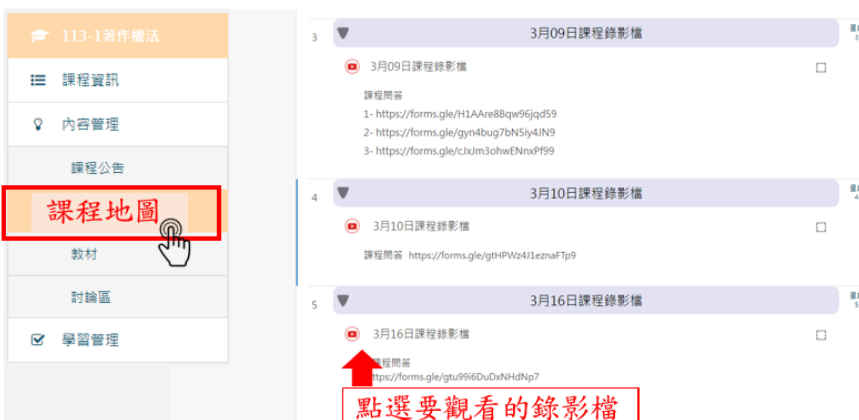 113-1著作權法
課程資訊
內容管理
課程公告
課程地圖
教材
討論區
學習管理
3
3月09日課程錄影檔
3月09日課程錄影檔
課程問答
1- https://forms.gle/H1AAre8Bqw96jqd59
2- https://forms.gle/gyn4bug7bN5iy4JN9
3- https://forms.gle/cJxJm3ohwENnxPf99
4
3月10日課程錄影檔
3月10日課程錄影檔
課程問答 https://forms.gle/gtHPWz4J1eznaFTp9
5
3月16日課程錄影檔
3月16日課程錄影檔
程問答
ttps://forms.gle/gtu99i6DuDxNHdNp7
點選要觀看的錄影檔